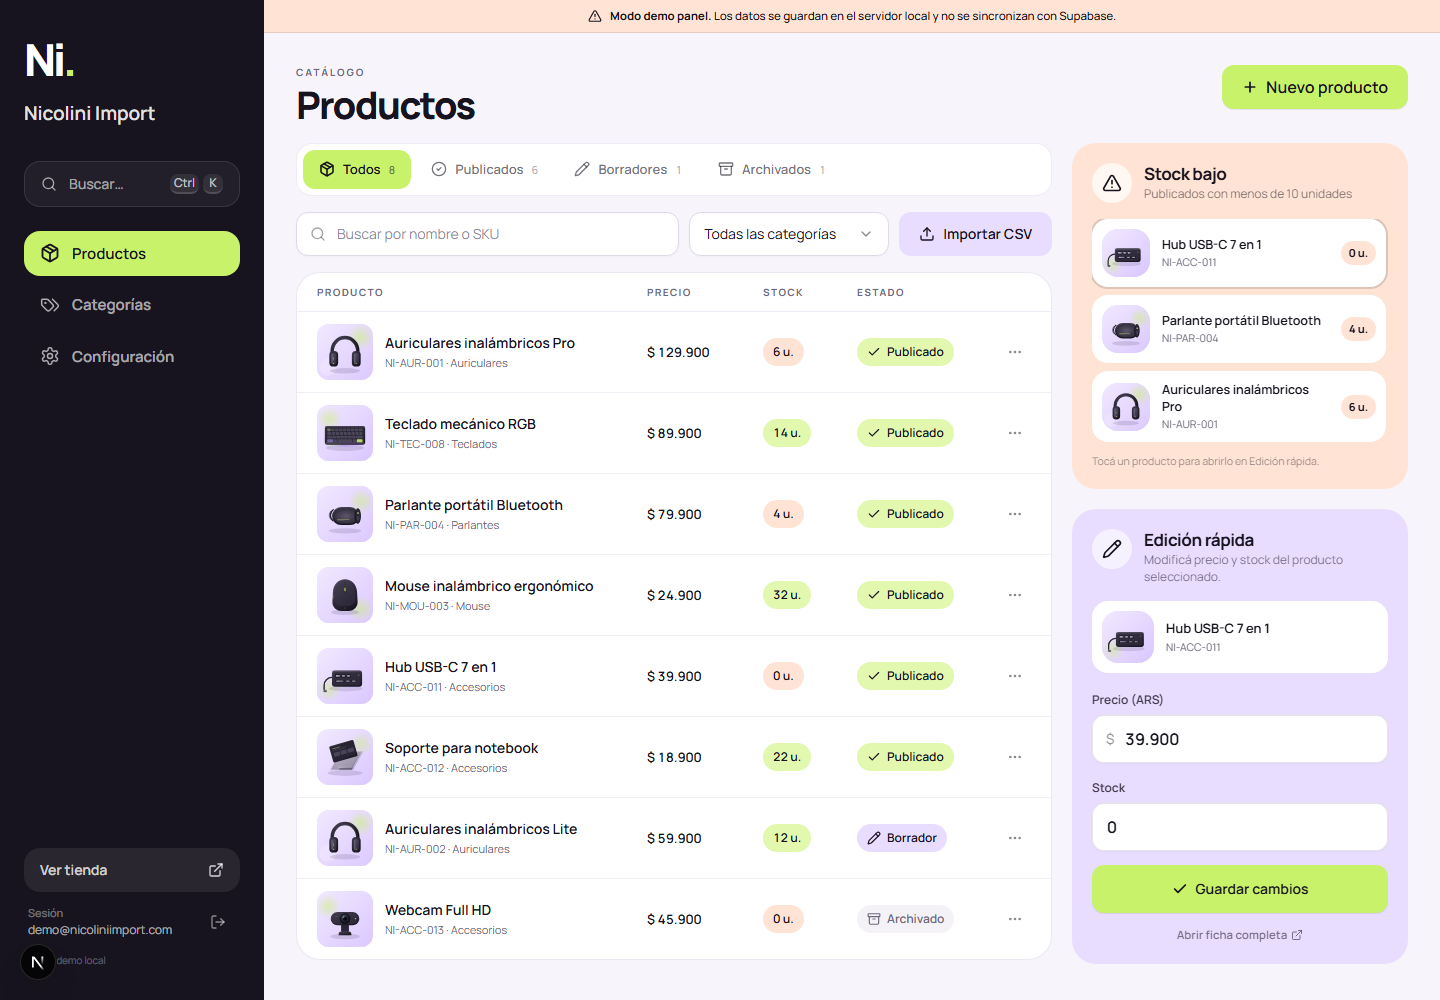 Modo demo panel. Los datos se guardan en el servidor local y no se sincronizan con Supabase.
Ni.
Nicolini Import
Buscar... Ctrl K
Productos
Categorías
Configuración
Ver tienda
Sesión
demo@nicoliniimport.com
N demo local
CATÁLOGO
Productos
Nuevo producto
Todos 8 Publicados 6 Borradores 1 Archivados 1
Buscar por nombre o SKU Todas las categorías Importar CSV
PRODUCTO PRECIO STOCK ESTADO
Auriculares inalámbricos Pro
NI-AUR-001 · Auriculares
$ 129.900 6 u. Publicado
Teclado mecánico RGB
NI-TEC-008 · Teclados
$ 89.900 14 u. Publicado
Parlante portátil Bluetooth
NI-PAR-004 · Parlantes
$ 79.900 4 u. Publicado
Mouse inalámbrico ergonómico
NI-MOU-003 · Mouse
$ 24.900 32 u. Publicado
Hub USB-C 7 en 1
NI-ACC-011 · Accesorios
$ 39.900 0 u. Publicado
Soporte para notebook
NI-ACC-012 · Accesorios
$ 18.900 22 u. Publicado
Auriculares inalámbricos Lite
NI-AUR-002 · Auriculares
$ 59.900 12 u. Borrador
Webcam Full HD
NI-ACC-013 · Accesorios
$ 45.900 0 u. Archivado
Stock bajo
Publicados con menos de 10 unidades
Hub USB-C 7 en 1
NI-ACC-011
0 u.
Parlante portátil Bluetooth
NI-PAR-004
4 u.
Auriculares inalámbricos
Pro
NI-AUR-001
6 u.
Tocá un producto para abrirlo en Edición rápida.
Edición rápida
Modificá precio y stock del producto
seleccionado.
Hub USB-C 7 en 1
NI-ACC-011
Precio (ARS)
$ 39.900
Stock
0
Guardar cambios
Abrir ficha completa